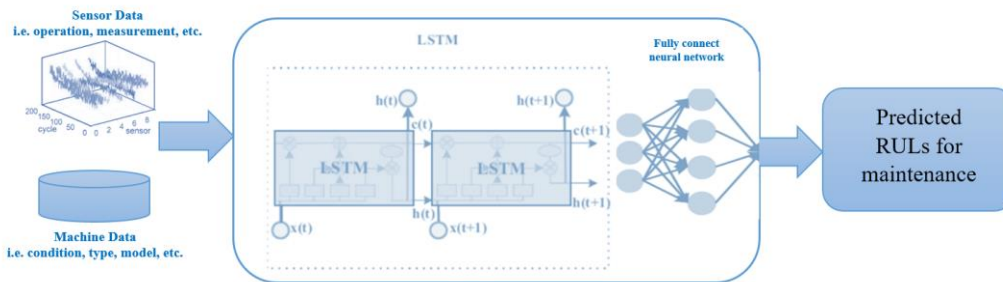 Sensor Data
i.e. operation, measurement, etc.
200
150
100
50
0
cycle
0 2 4 6 8
sensor
Machine Data
i.e. condition, type, model, etc.
LSTM
h(t)
c(t)
LSTM
h(t)
x(t)
h(t+1)
c(t+1)
LSTM
h(t+1)
x(t+1)
Fully connect
neural network
Predicted
RULs for
maintenance